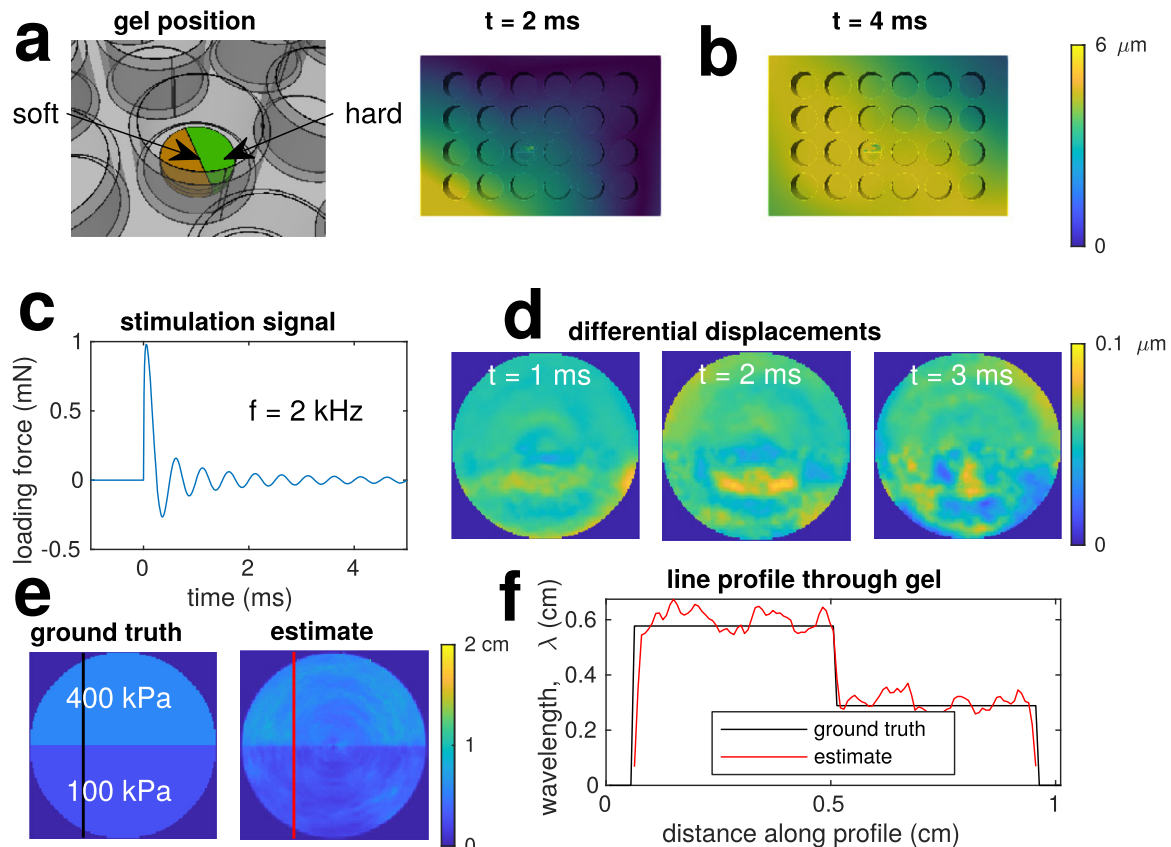 a
gel position
soft
hard
t = 2 ms
b
t = 4 ms
6 μm
0
c
stimulation signal
loading force (mN)
1
0.5
0
-0.5
f = 2 kHz
0
2
4
time (ms)
d
differential displacements
t = 1 ms
t = 2 ms
t = 3 ms
0.1 μm
0
e
ground truth
estimate
400 kPa
100 kPa
2 cm
1
0
f
line profile through gel
wavelength, λ (cm)
0.6
0.4
0.2
0
ground truth
estimate
0
0.5
1
distance along profile (cm)